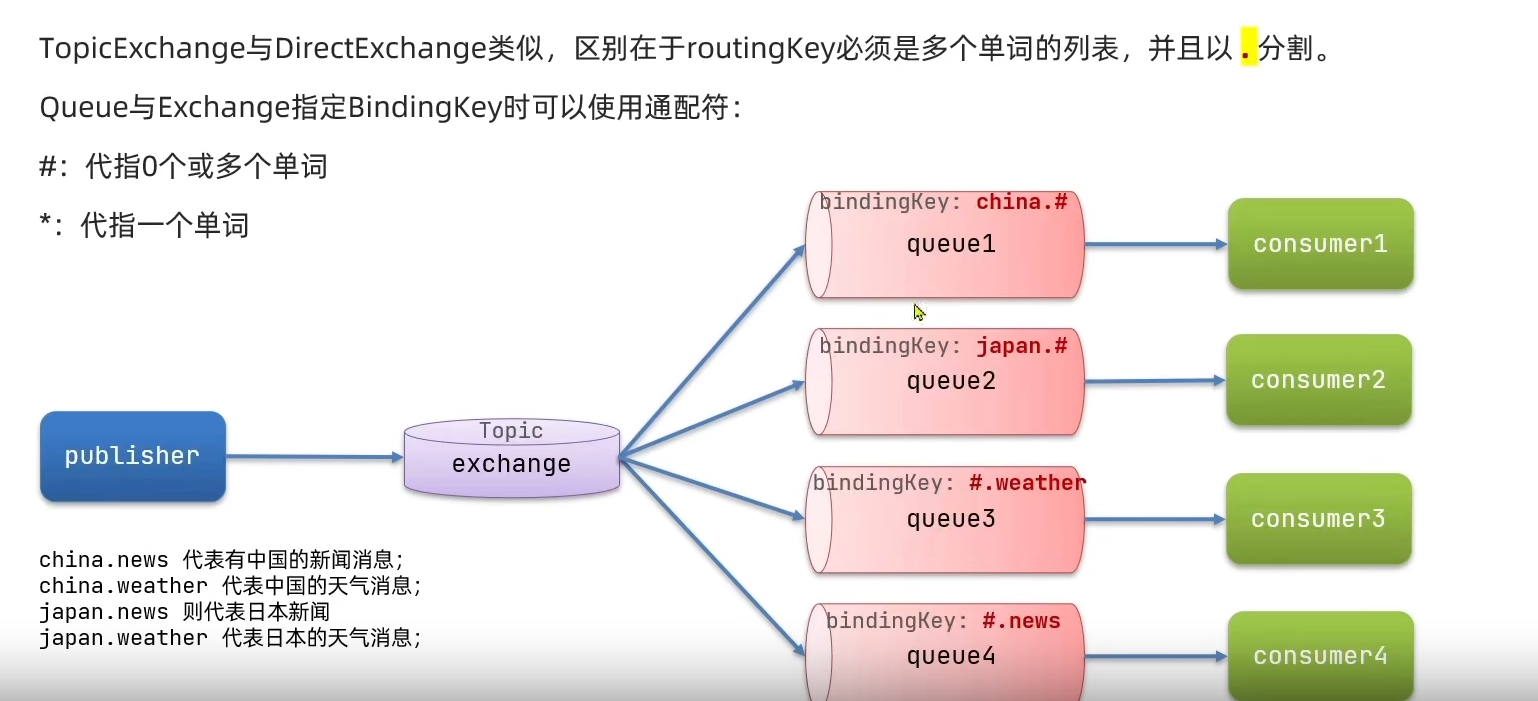 TopicExchange与DirectExchange类似，区别在于routingKey必须是多个单词的列表，并且以 . 分割。
Queue与Exchange指定BindingKey时可以使用通配符：
#：代指0个或多个单词
*：代指一个单词
bindingKey: china.#
queue1
consumer1
bindingKey: japan.#
queue2
consumer2
publisher
Topic
exchange
bindingKey: #.weather
queue3
consumer3
china.news 代表有中国的新闻消息；
china.weather 代表中国的天气消息；
japan.news 则代表日本新闻
japan.weather 代表日本的天气消息；
bindingKey: #.news
queue4
consumer4